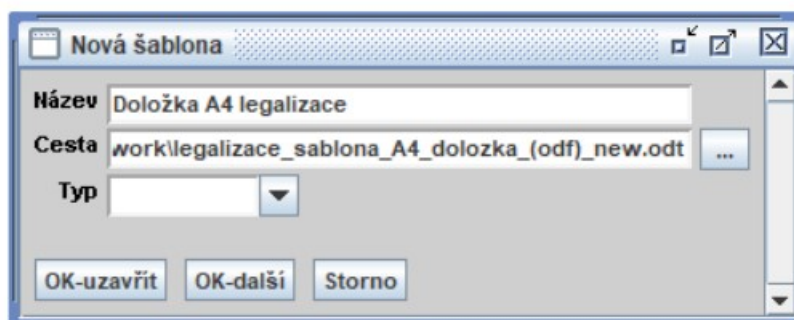 Nová šablona
Název Doložka A4 legalizace
Cesta work\legalizace_sablona_A4_dolozka_(odf)_new.odt ...
Typ
OK-uzavřít OK-další Storno